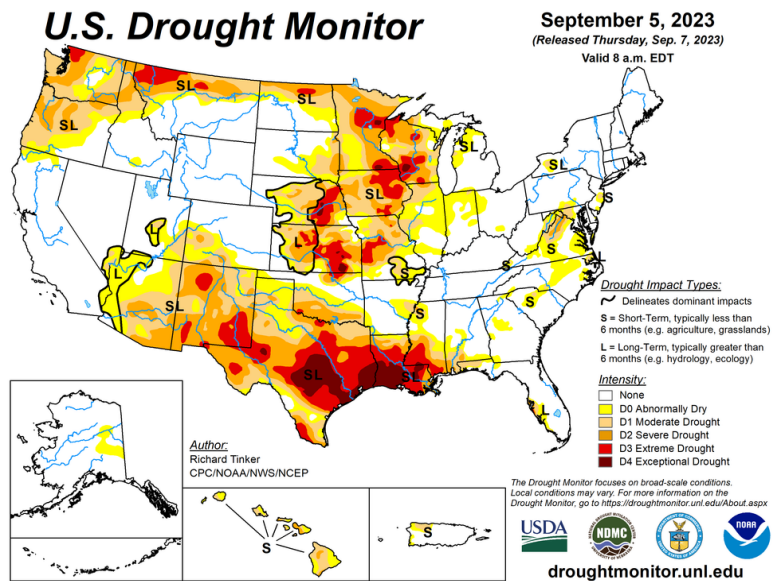 U.S. Drought Monitor
September 5, 2023
(Released Thursday, Sep. 7, 2023)
Valid 8 a.m. EDT
SL
SL
SL
SL
SL
S
SL
L
L
L
L
S
S
S
L
SL
S
S
SL
SL
L
Drought Impact Types:
Delineates dominant impacts
S = Short-Term, typically less than
6 months (e.g. agriculture, grasslands)
L = Long-Term, typically greater than
6 months (e.g. hydrology, ecology)
Intensity:
None
D0 Abnormally Dry
D1 Moderate Drought
D2 Severe Drought
D3 Extreme Drought
D4 Exceptional Drought
Author:
Richard Tinker
CPC/NOAA/NWS/NCEP
S
S
The Drought Monitor focuses on broad-scale conditions.
Local conditions may vary. For more information on the
Drought Monitor, go to https://droughtmonitor.unl.edu/About.aspx
USDA
NDMC
NOAA
droughtmonitor.unl.edu